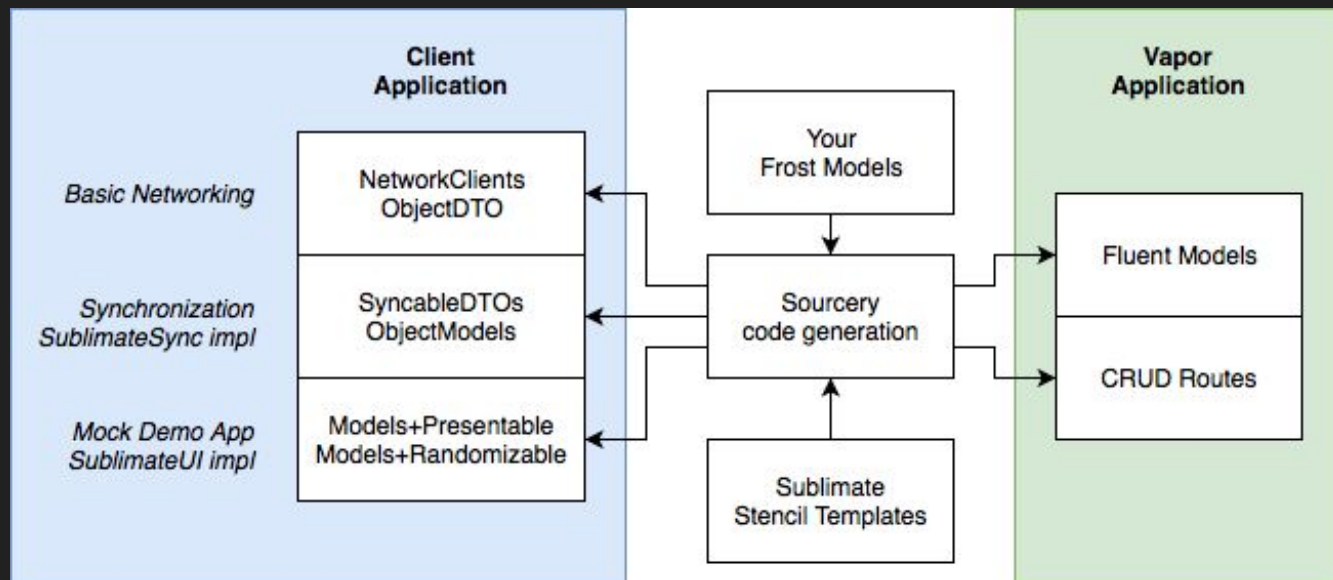 Client
Application
Basic Networking
NetworkClients
ObjectDTO
Synchronization
SublimateSync impl
SyncableDTOs
ObjectModels
Mock Demo App
SublimateUI impl
Models+Presentable
Models+Randomizable
Your
Frost Models
Sourcery
code generation
Sublimate
Stencil Templates
Vapor
Application
Fluent Models
CRUD Routes